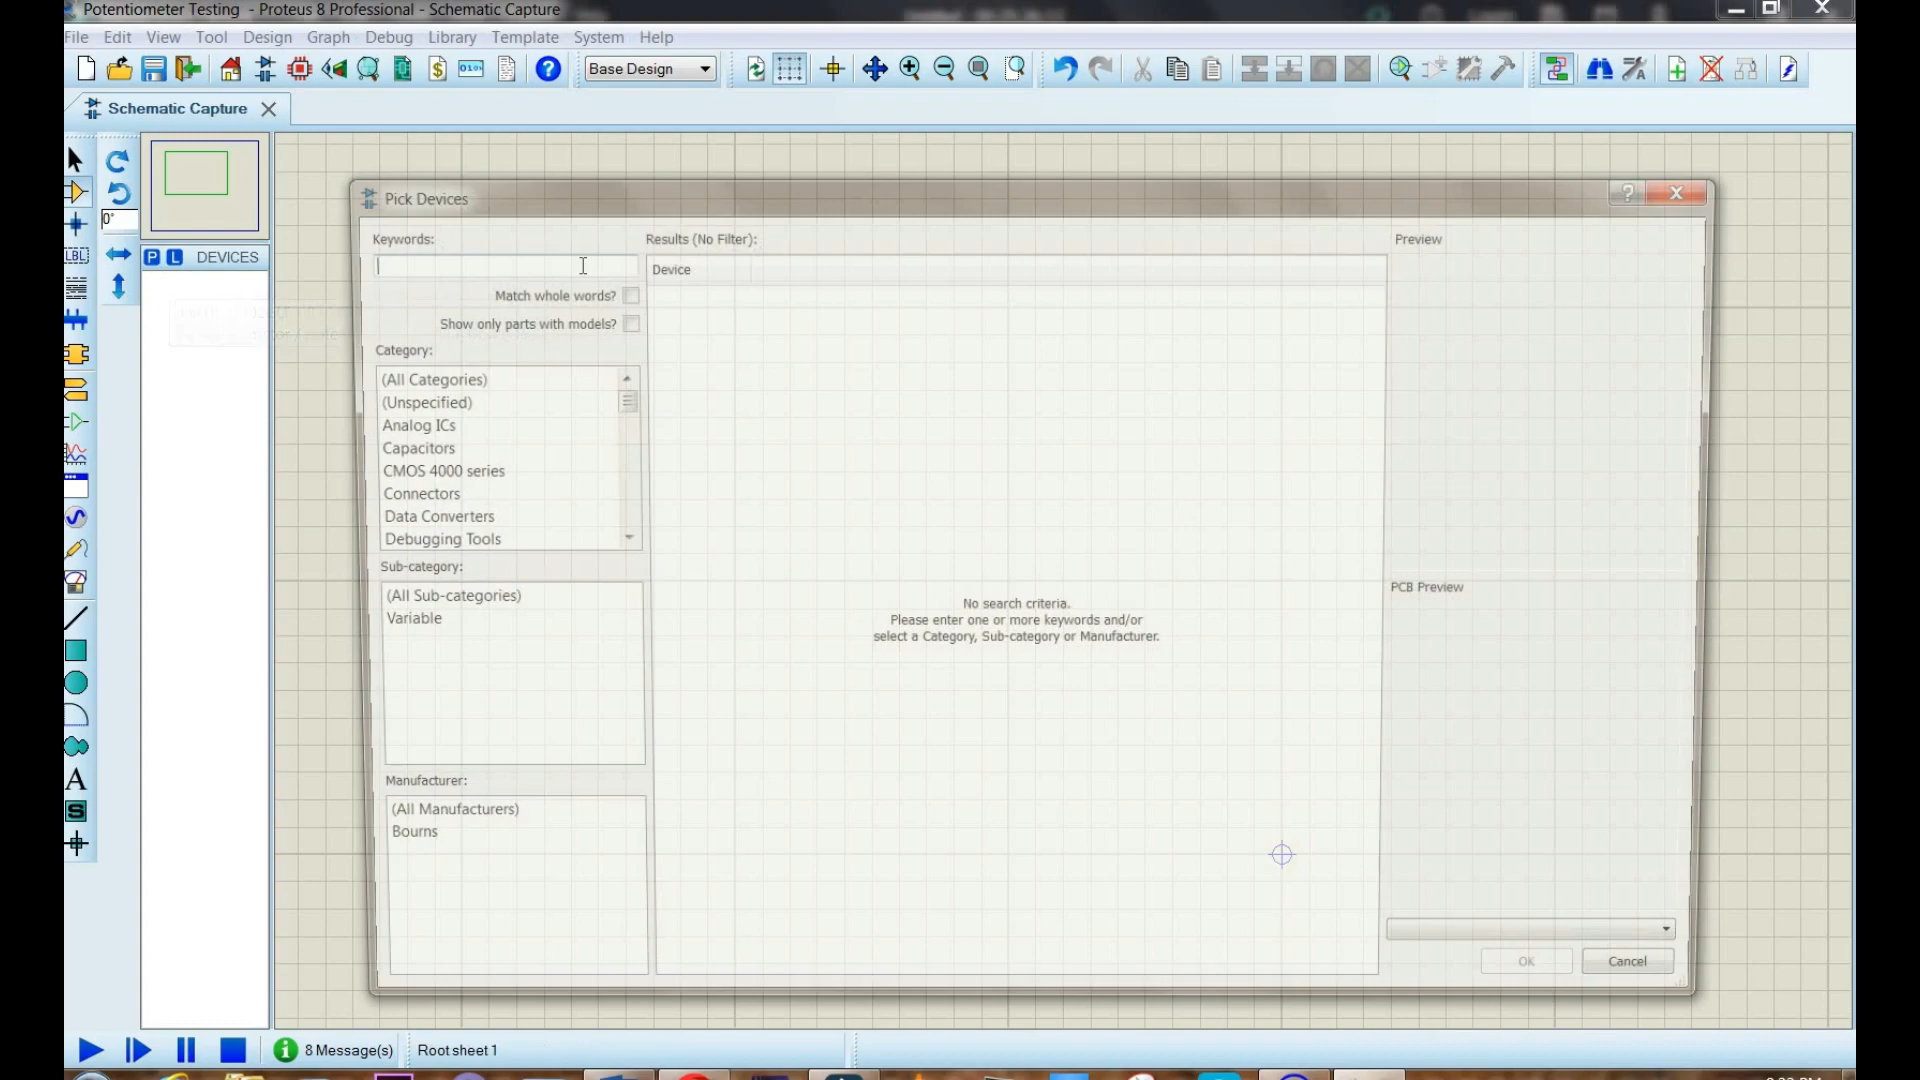 Potentiometer Testing - Proteus 8 Professional - Schematic Capture
File Edit View Tool Design Graph Debug Library Template System Help
Base Design
Schematic Capture
0°
LBL
P L DEVICES
Pick Devices
Keywords:
Results (No Filter):
Preview
Device
Match whole words?
Show only parts with models?
Category:
(All Categories)
(Unspecified)
Analog ICs
Capacitors
CMOS 4000 series
Connectors
Data Converters
Debugging Tools
Sub-category:
(All Sub-categories)
Variable
No search criteria.
Please enter one or more keywords and/or
select a Category, Sub-category or Manufacturer.
PCB Preview
Manufacturer:
(All Manufacturers)
Bourns
A
S
OK Cancel
8 Message(s) Root sheet 1